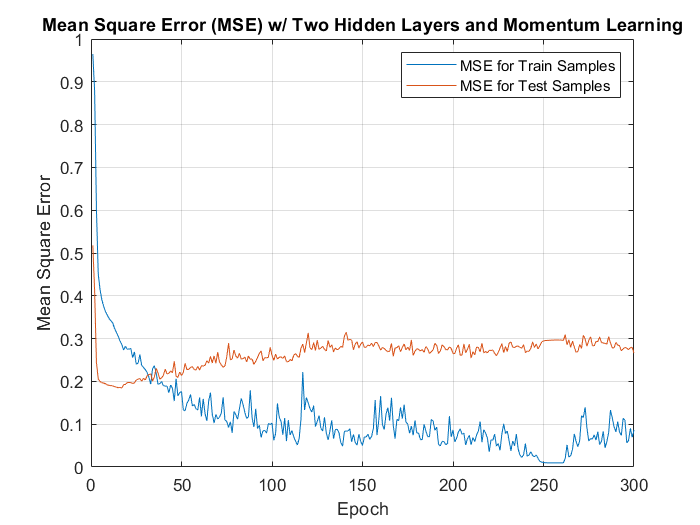 Mean Square Error (MSE) w/ Two Hidden Layers and Momentum Learning
MSE for Train Samples
MSE for Test Samples
Mean Square Error
1
0.9
0.8
0.7
0.6
0.5
0.4
0.3
0.2
0.1
0
0 50 100 150 200 250 300
Epoch